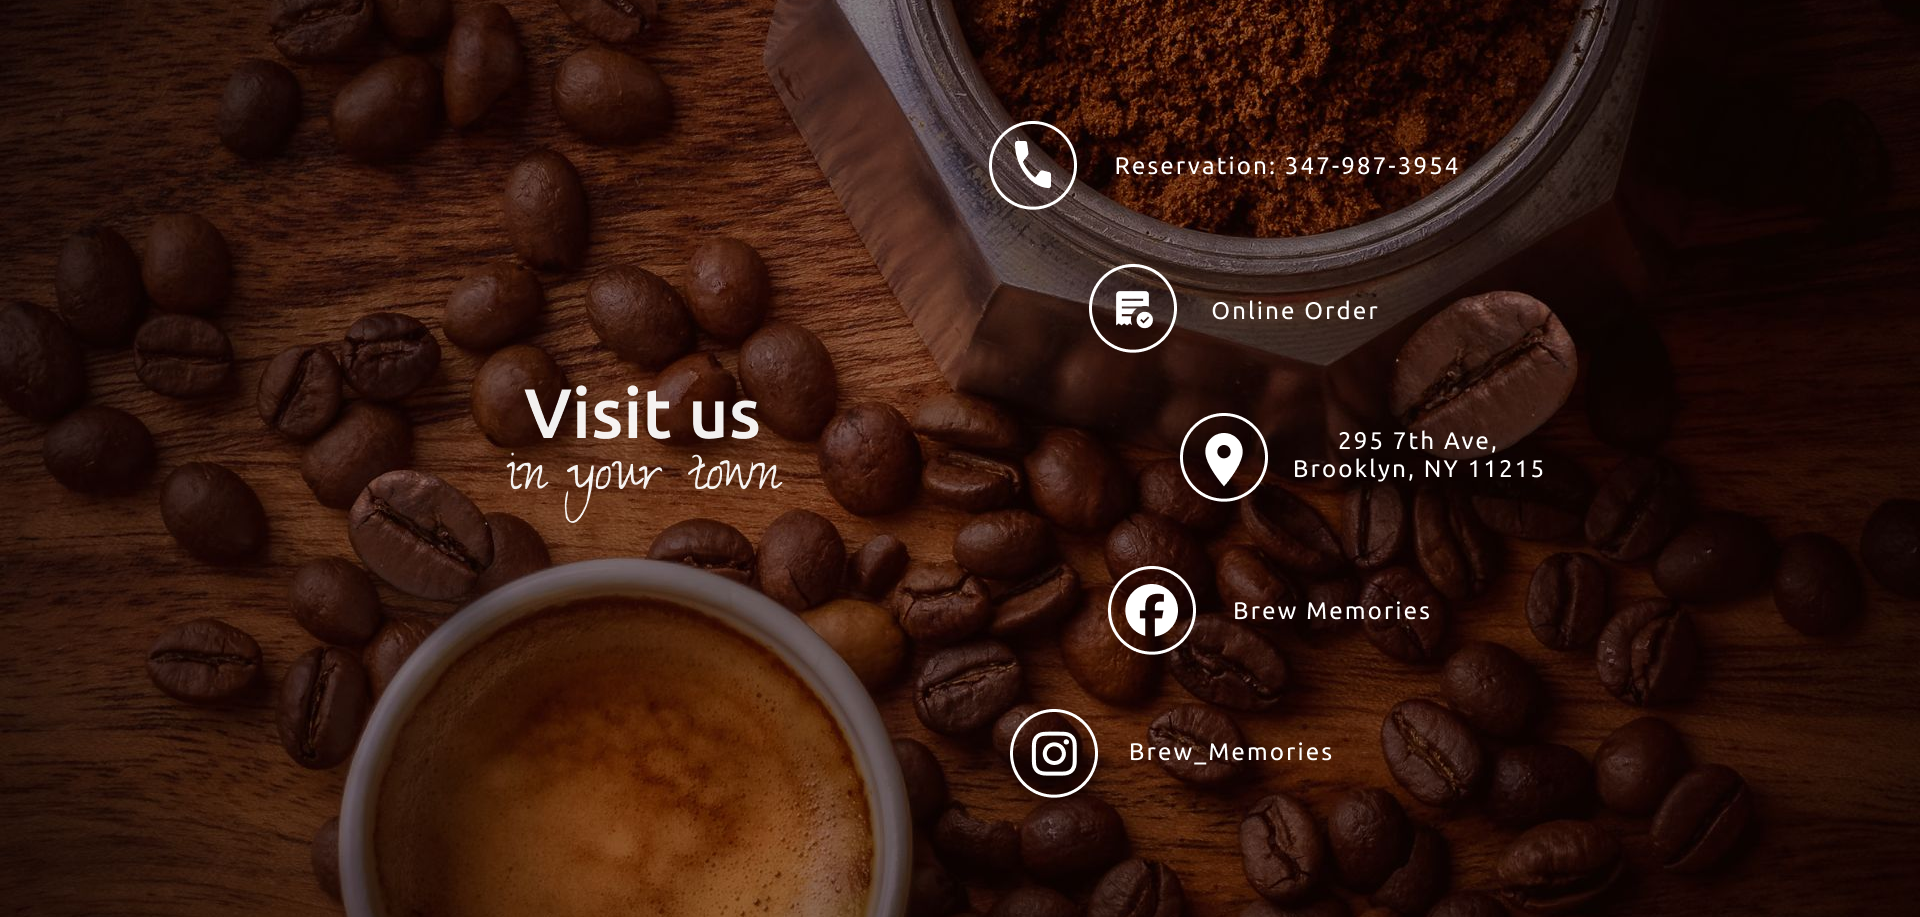 Visit us
in your town
Reservation: 347-987-3954
Online Order
295 7th Ave,
Brooklyn, NY 11215
Brew Memories
Brew_Memories